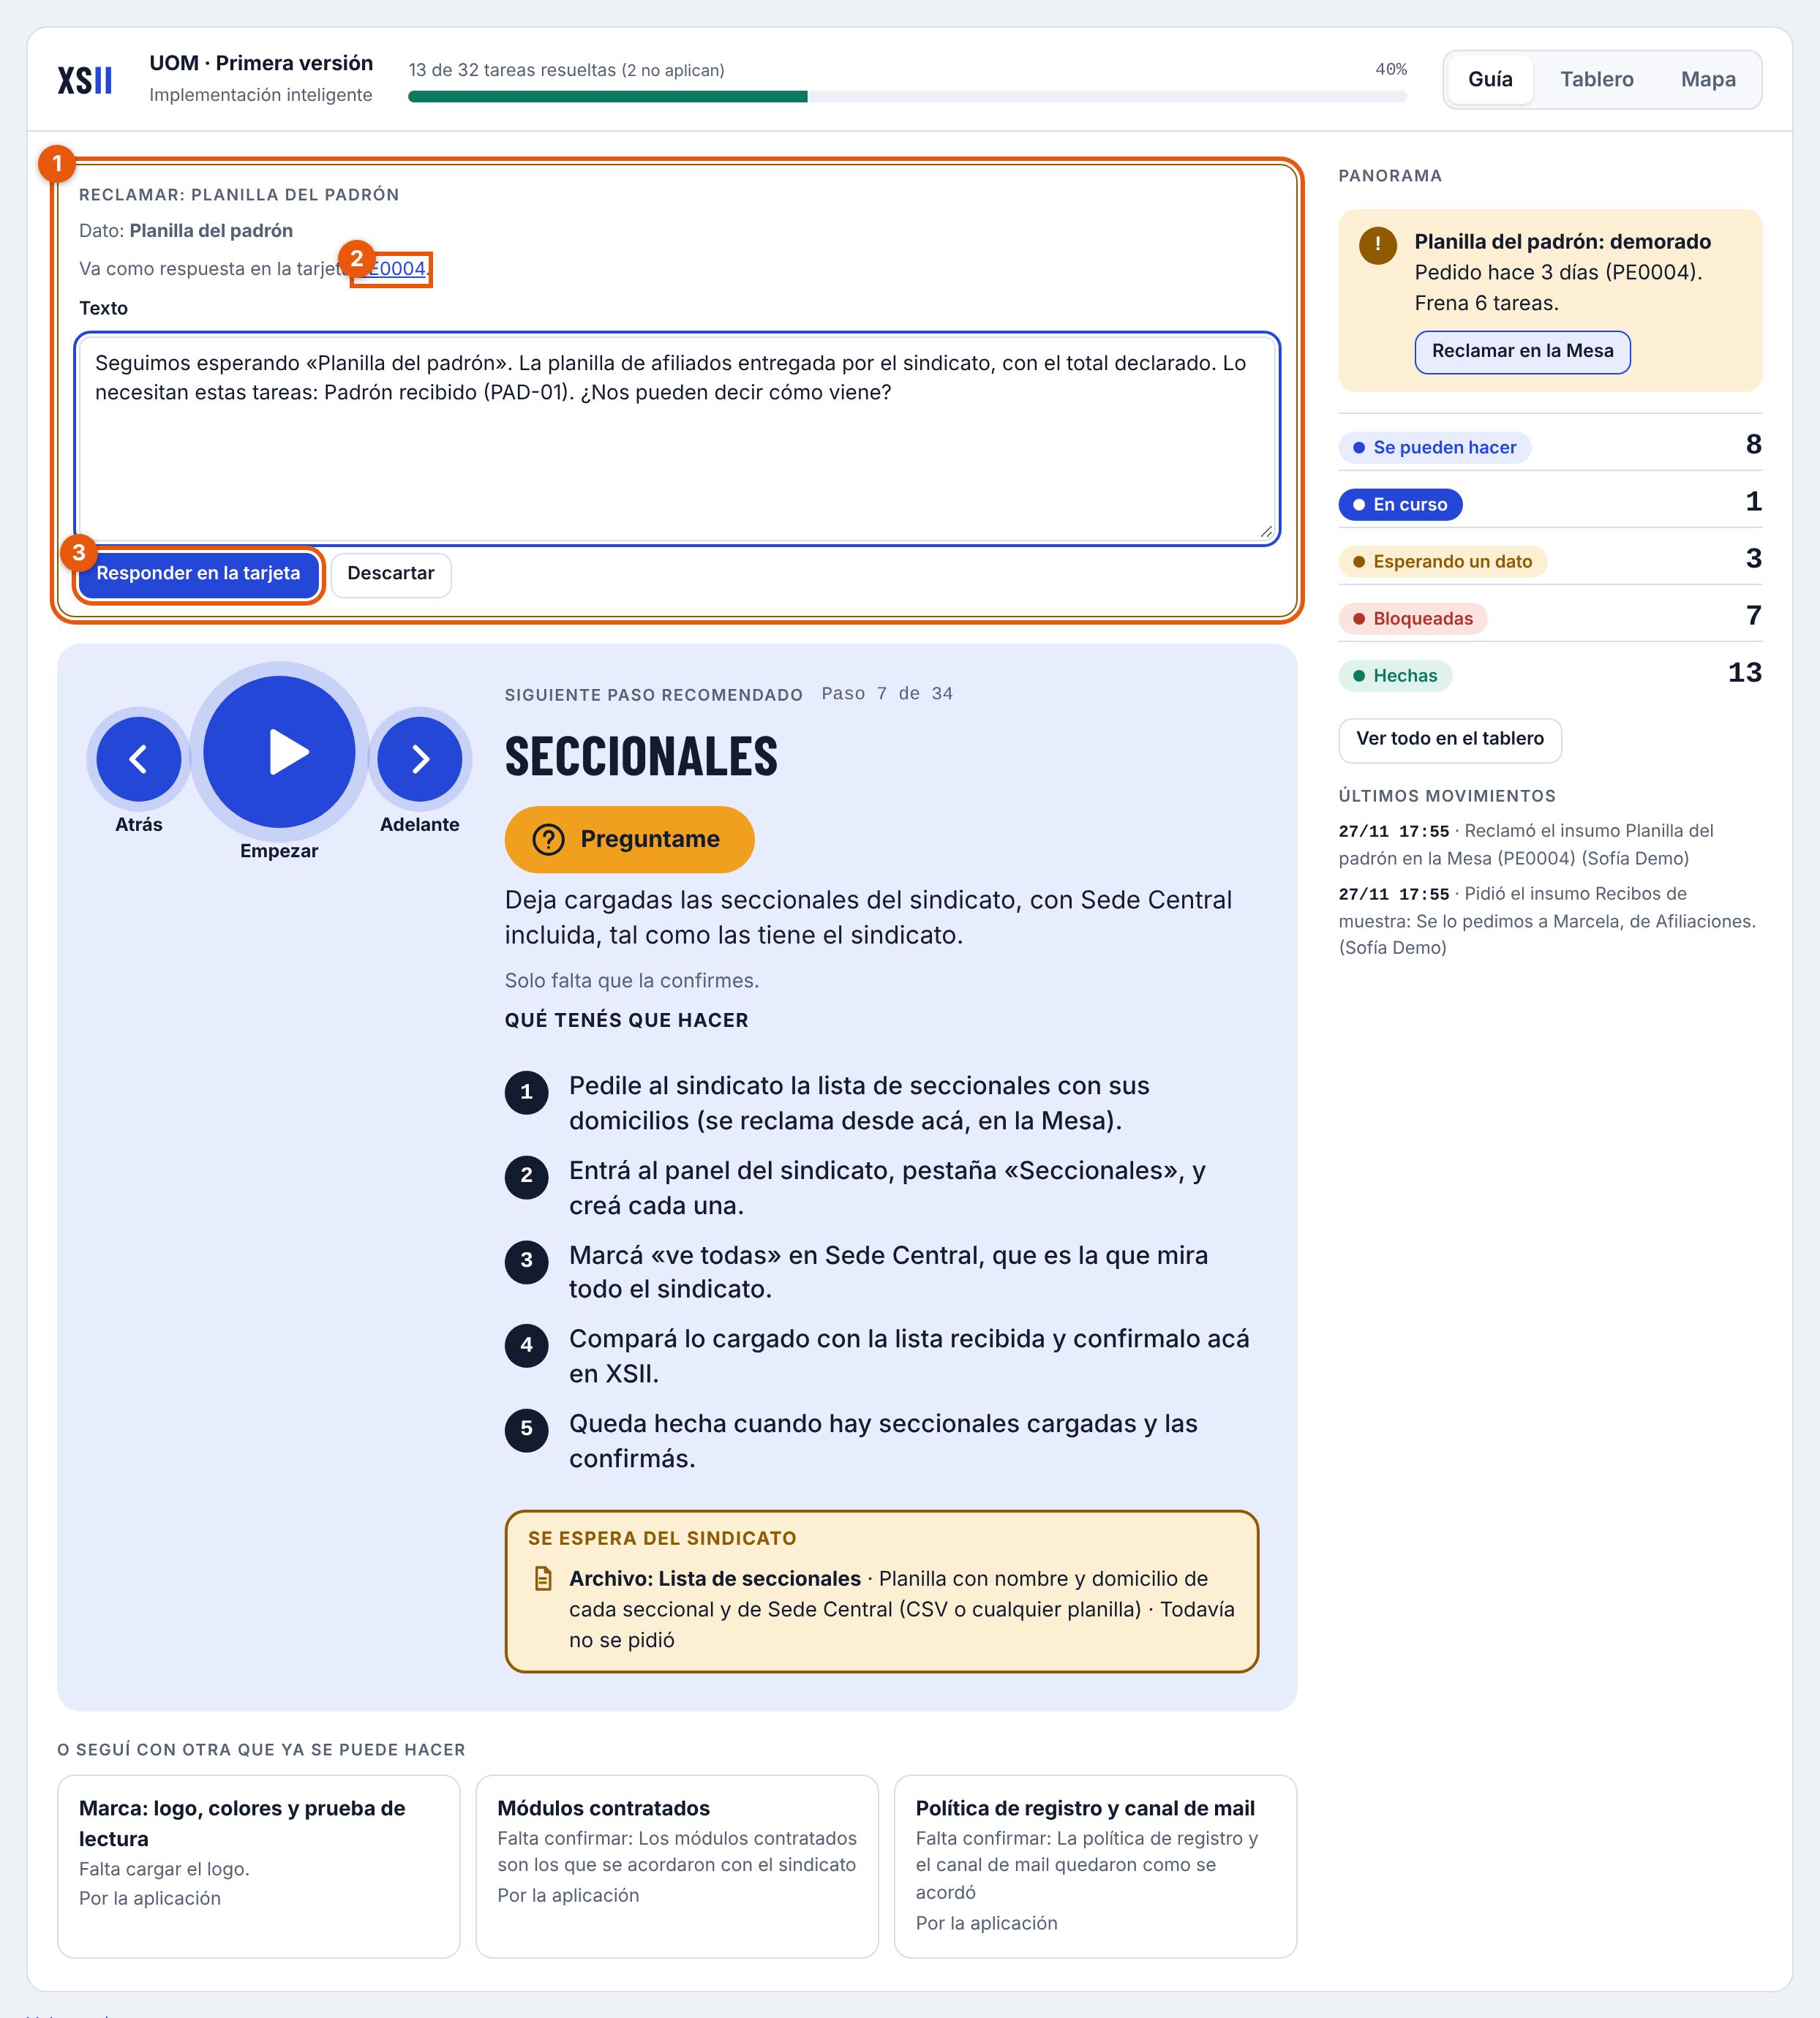 XSII
UOM · Primera versión
Implementación inteligente
13 de 32 tareas resueltas (2 no aplican)
40%
Guía
Tablero
Mapa
1
RECLAMAR: PLANILLA DEL PADRÓN
Dato: Planilla del padrón
2
Va como respuesta en la tarjeta E0004.
Texto
Seguimos esperando «Planilla del padrón». La planilla de afiliados entregada por el sindicato, con el total declarado. Lo
necesitan estas tareas: Padrón recibido (PAD-01). ¿Nos pueden decir cómo viene?
3
Responder en la tarjeta
Descartar
Atrás
Empezar
Adelante
SIGUIENTE PASO RECOMENDADO Paso 7 de 34
SECCIONALES
? Preguntame
Deja cargadas las seccionales del sindicato, con Sede Central
incluida, tal como las tiene el sindicato.
Solo falta que la confirmes.
QUÉ TENÉS QUE HACER
1 Pedile al sindicato la lista de seccionales con sus
domicilios (se reclama desde acá, en la Mesa).
2 Entrá al panel del sindicato, pestaña «Seccionales», y
creá cada una.
3 Marcá «ve todas» en Sede Central, que es la que mira
todo el sindicato.
4 Compará lo cargado con la lista recibida y confirmalo acá
en XSII.
5 Queda hecha cuando hay seccionales cargadas y las
confirmás.
SE ESPERA DEL SINDICATO
Archivo: Lista de seccionales · Planilla con nombre y domicilio de
cada seccional y de Sede Central (CSV o cualquier planilla) · Todavía
no se pidió
O SEGUÍ CON OTRA QUE YA SE PUEDE HACER
Marca: logo, colores y prueba de
lectura
Falta cargar el logo.
Por la aplicación
Módulos contratados
Falta confirmar: Los módulos contratados
son los que se acordaron con el sindicato
Por la aplicación
Política de registro y canal de mail
Falta confirmar: La política de registro y
el canal de mail quedaron como se
acordó
Por la aplicación
PANORAMA
! Planilla del padrón: demorado
Pedido hace 3 días (PE0004).
Frena 6 tareas.
Reclamar en la Mesa
Se pueden hacer 8
En curso 1
Esperando un dato 3
Bloqueadas 7
Hechas 13
Ver todo en el tablero
ÚLTIMOS MOVIMIENTOS
27/11 17:55 · Reclamó el insumo Planilla del
padrón en la Mesa (PE0004) (Sofía Demo)
27/11 17:55 · Pidió el insumo Recibos de
muestra: Se lo pedimos a Marcela, de Afiliaciones.
(Sofía Demo)